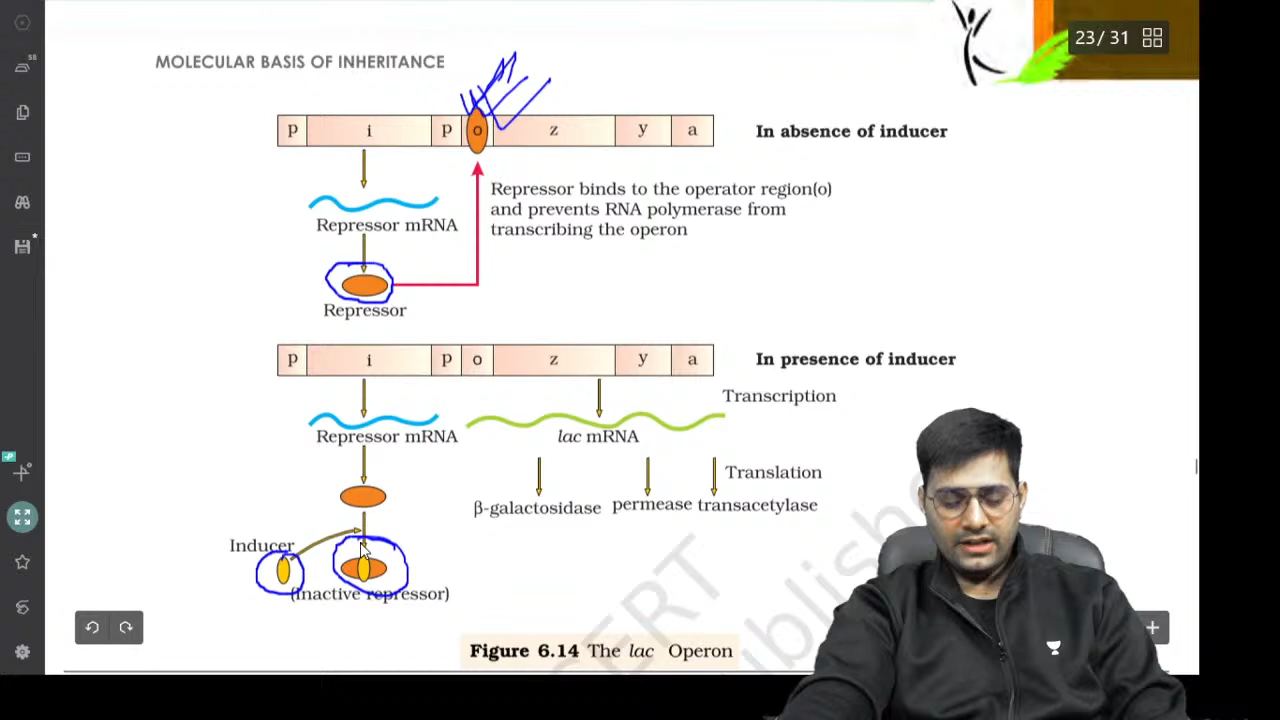 23/ 31
58
MOLECULAR BASIS OF INHERITANCE
p i p o z y a In absence of inducer
Repressor binds to the operator region(o)
and prevents RNA polymerase from
transcribing the operon
Repressor mRNA
Repressor
p i p o z y a In presence of inducer
Transcription
Repressor mRNA lac mRNA
Translation
β-galactosidase permease transacetylase
Inducer
(Inactive repressor)
Figure 6.14 The lac Operon